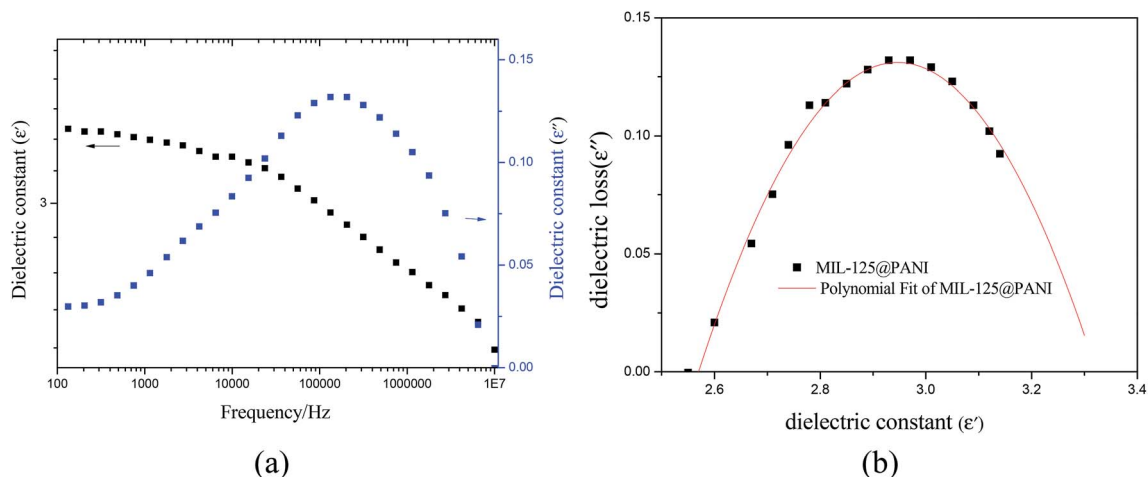 0.15
0.10
0.05
0.00
3
Dielectric constant (ε′)
Dielectric constant (ε″)
100 1000 10000 100000 1000000 1E7
Frequency/Hz
(a)
0.15
0.10
0.05
0.00
dielectric loss(ε″)
MIL-125@PANI
Polynomial Fit of MIL-125@PANI
2.6 2.8 3.0 3.2 3.4
dielectric constant (ε′)
(b)